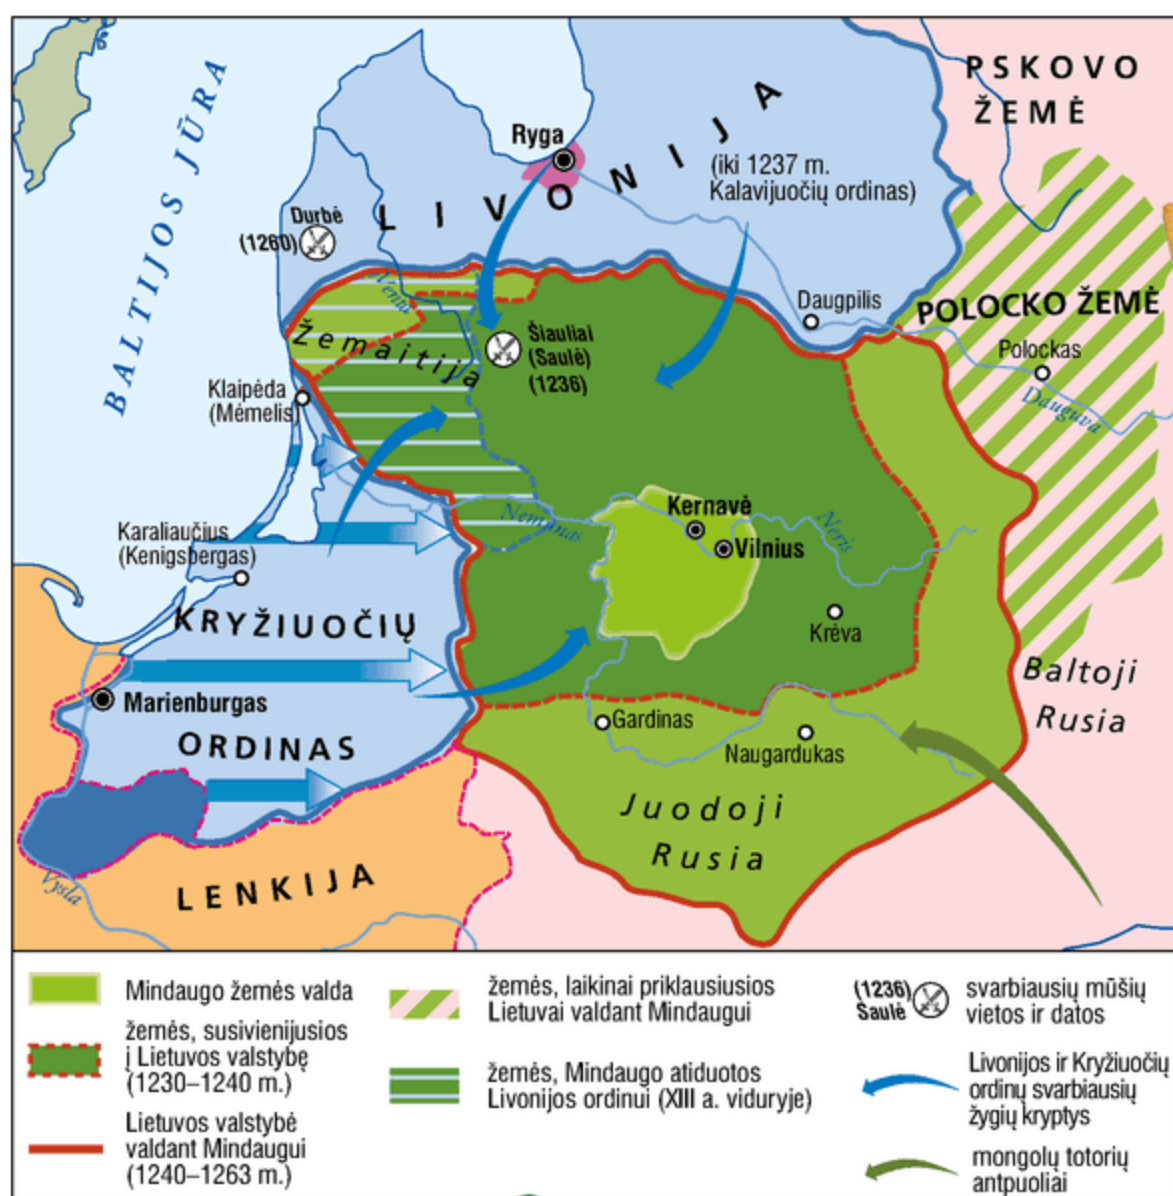 PSKOVO
ŽEMĖ
BALTIJOS JŪRA
Ryga
LIVONIJA
(iki 1237 m.
Kalavijuočių ordinas)
Durbė
(1260)
Venta
Žemaitija
Šiauliai
(Saulė)
(1236)
Daugpilis
POLOCKO ŽEMĖ
Polockas
Dauguva
Klaipėda
(Mėmelis)
Karaliaučius
(Kenigsbergas)
Nemunas
Kernavė
Vilnius
Neris
Krėva
KRYŽIUOČIŲ
ORDINAS
Marienburgas
Gardinas
Naugardukas
Baltoji
Rusia
Juodoji
Rusia
LENKIJA
Vysla
Mindaugo žemės valda
žemės, susivienijusios
į Lietuvos valstybę
(1230–1240 m.)
Lietuvos valstybė
valdant Mindaugui
(1240–1263 m.)
žemės, laikinai priklausiusios
Lietuvai valdant Mindaugui
žemės, Mindaugo atiduotos
Livonijos ordinui (XIII a. viduryje)
(1236)
Saulė
svarbiausių mūšių
vietos ir datos
Livonijos ir Kryžiuočių
ordinų svarbiausių
žygių kryptys
mongolų totorių
antpuoliai